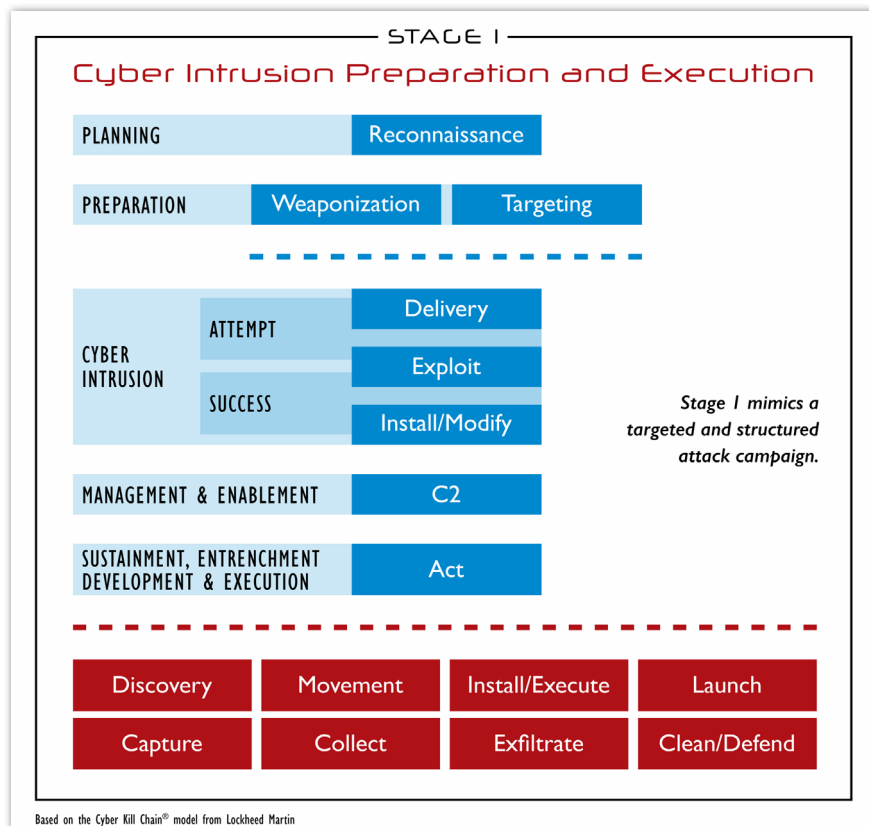 STAGE 1
Cyber Intrusion Preparation and Execution
PLANNING
Reconnaissance
PREPARATION
Weaponization
Targeting
CYBER
INTRUSION
ATTEMPT
SUCCESS
Delivery
Exploit
Install/Modify
Stage 1 mimics a
targeted and structured
attack campaign.
MANAGEMENT & ENABLEMENT
C2
SUSTAINMENT, ENTRENCHMENT
DEVELOPMENT & EXECUTION
Act
Discovery
Movement
Install/Execute
Launch
Capture
Collect
Exfiltrate
Clean/Defend
Based on the Cyber Kill Chain® model from Lockheed Martin